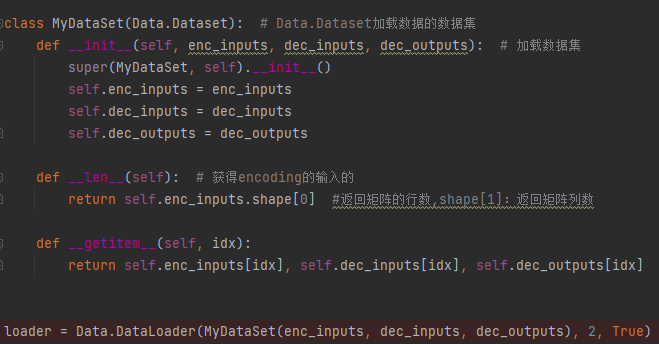 class MyDataSet(Data.Dataset):  # Data.Dataset加载数据的数据集
    def __init__(self, enc_inputs, dec_inputs, dec_outputs):  # 加载数据集
        super(MyDataSet, self).__init__()
        self.enc_inputs = enc_inputs
        self.dec_inputs = dec_inputs
        self.dec_outputs = dec_outputs
    def __len__(self):  # 获得encoding的输入的
        return self.enc_inputs.shape[0]  #返回矩阵的行数,shape[1]：返回矩阵列数
    def __getitem__(self, idx):
        return self.enc_inputs[idx], self.dec_inputs[idx], self.dec_outputs[idx]
loader = Data.DataLoader(MyDataSet(enc_inputs, dec_inputs, dec_outputs), 2, True)